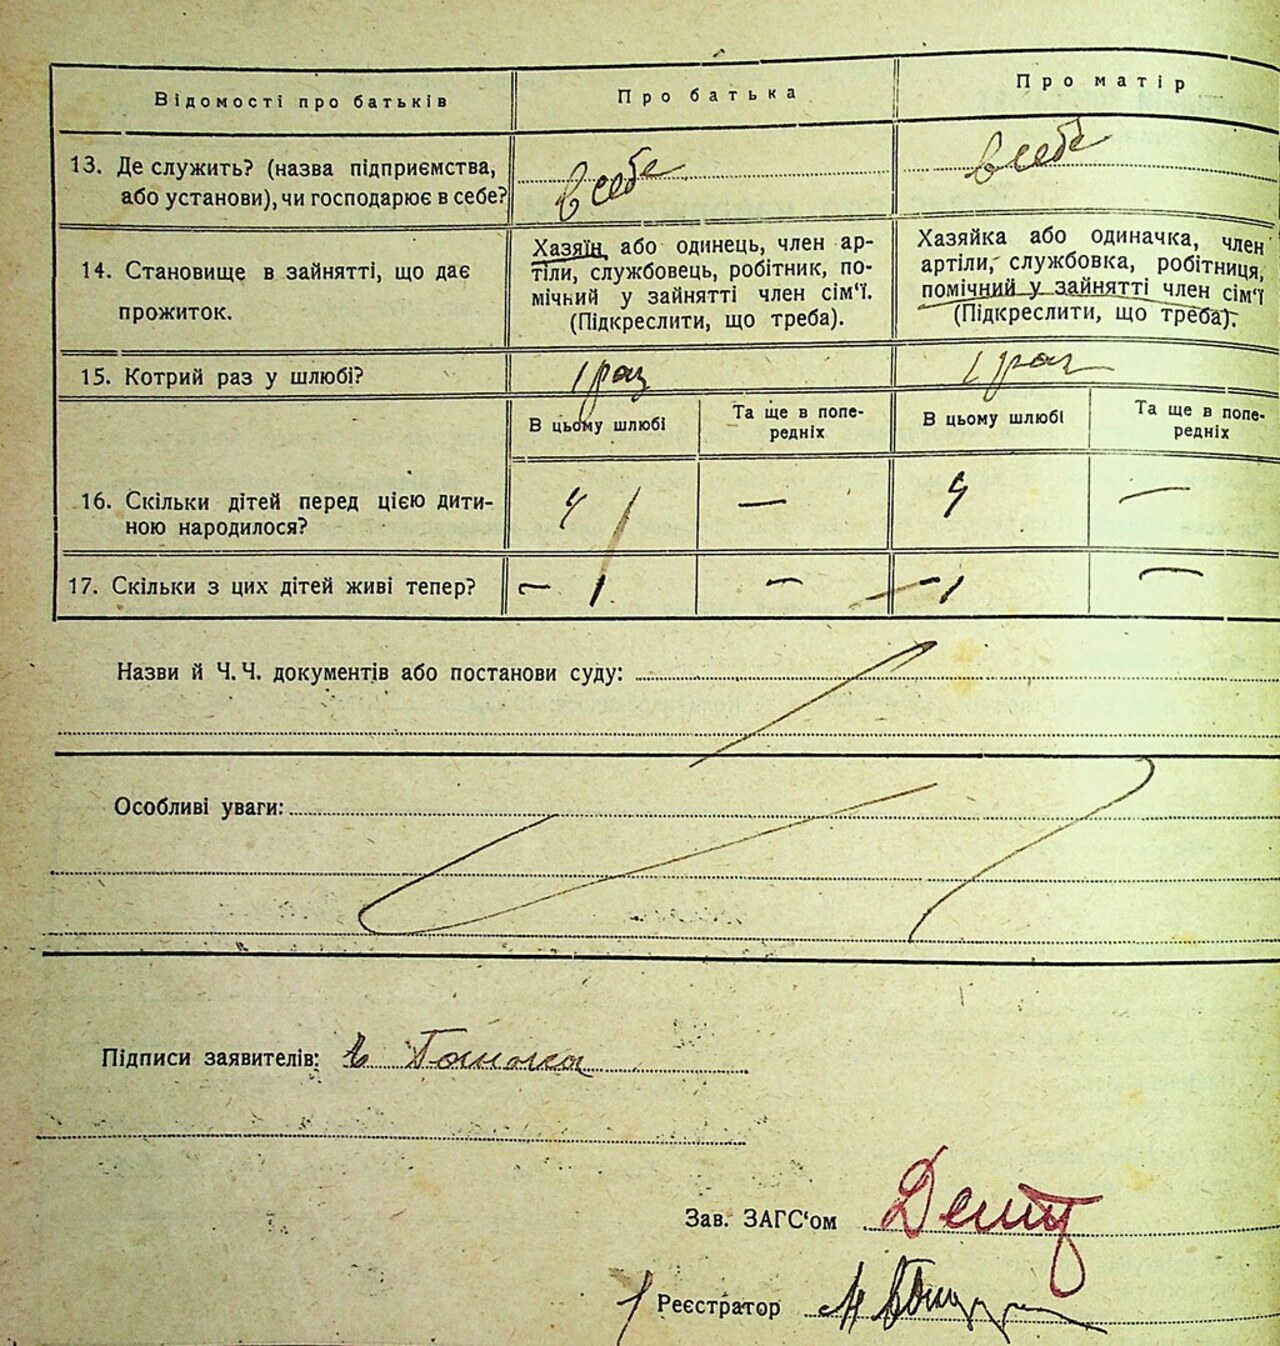 Відомості про батьків
Про батька
Про матір
13. Де служить? (назва підприємства,
або установи), чи господарює в себе?
в себе
в себе
14. Становище в зайнятті, що дає
прожиток.
Хазяїн, або одинець, член ар-
тіли, службовець, робітник, по-
мічний у зайнятті член сім'ї.
(Підкреслити, що треба).
Хазяйка або одиначка, член
артіли, службовка, робітниця,
помічний у зайнятті член сім'ї
(Підкреслити, що треба).
15. Котрий раз у шлюбі?
1 раз
1 раз
В цьому шлюбі
Та ще в попе-
редніх
В цьому шлюбі
Та ще в попе-
редніх
16. Скільки дітей перед цією дити-
ною народилося?
4
—
4
—
17. Скільки з цих дітей живі тепер?
— 1
—
— 1
—
Назви й Ч. Ч. документів або постанови суду:
Особливі уваги:
Підписи заявителів:
Зав. ЗАГС'ом
Реєстратор